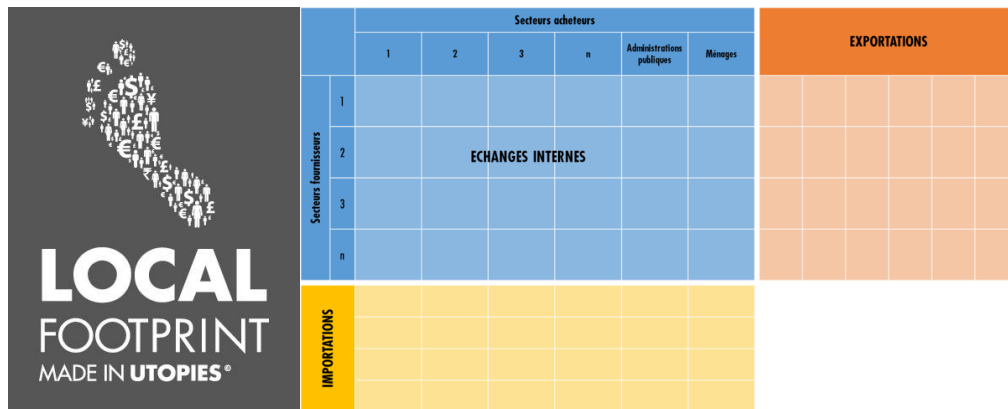 LOCAL
FOOTPRINT
MADE IN UTOPIES©
Secteurs acheteurs
1
2
3
n
Administrations
publiques
Ménages
Secteurs fournisseurs
1
2
3
n
ECHANGES INTERNES
EXPORTATIONS
IMPORTATIONS